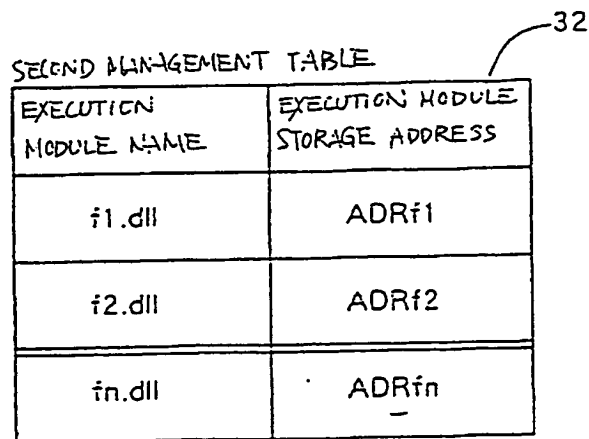 32
SECOND MANAGEMENT TABLE
EXECUTION MODULE NAME
EXECUTION MODULE STORAGE ADDRESS
f1.dll ADRf1
f2.dll ADRf2
fn.dll ADRfn